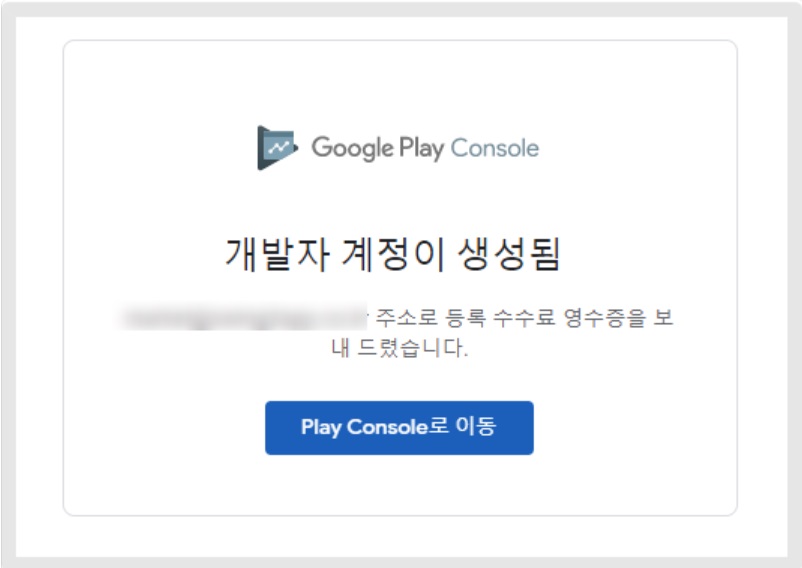 Google Play Console
개발자 계정이 생성됨
주소로 등록 수수료 영수증을 보
내 드렸습니다.
Play Console로 이동